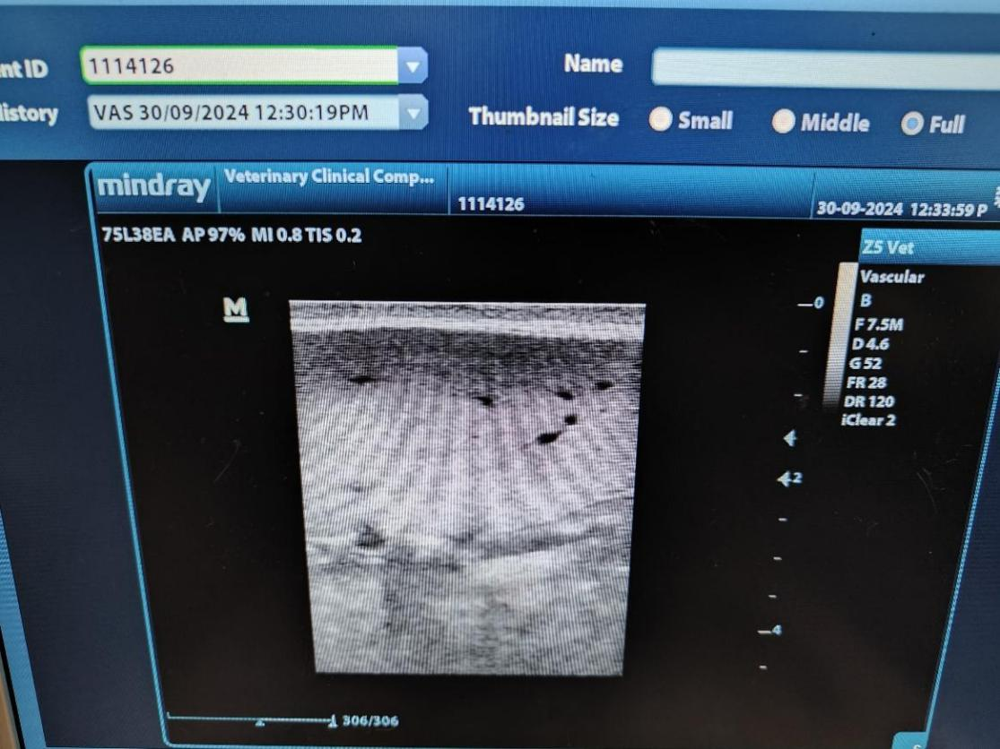 nt ID 1114126 Name
istory VAS 30/09/2024 12:30:19PM Thumbnail Size Small Middle Full
mindray Veterinary Clinical Comp... 1114126 30-09-2024 12:33:59 P
75L38EA AP 97% MI 0.8 TIS 0.2
Z5 Vet
Vascular
B
F 7.5M
D 4.6
G 52
FR 28
DR 120
iClear 2
M
0
2
4
306/306